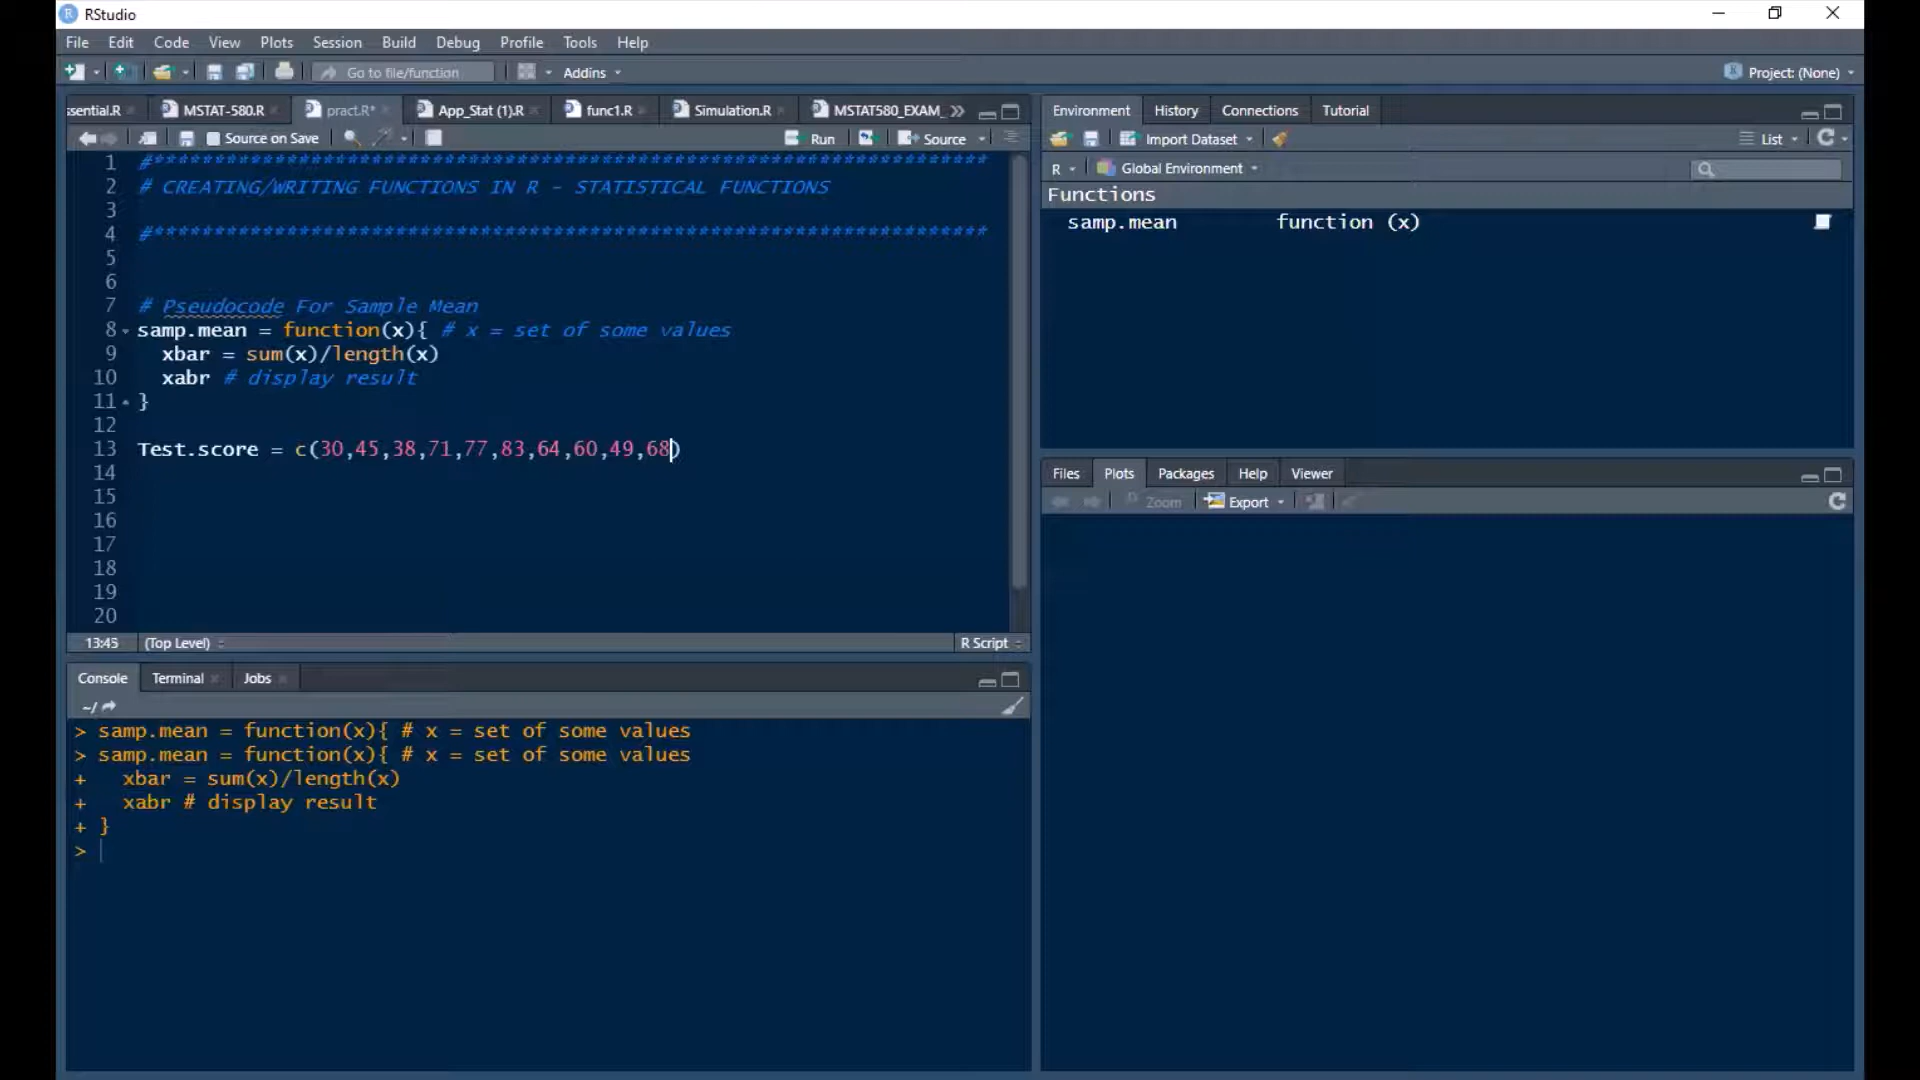 RStudio
File Edit Code View Plots Session Build Debug Profile Tools Help
Go to file/function Addins Project: (None)
ssential.R MSTAT-580.R pract.R* App_Stat (1).R func1.R Simulation.R MSTAT580_EXAM_
Source on Save Run Source
1 #*********************************************************************
2 # CREATING/WRITING FUNCTIONS IN R - STATISTICAL FUNCTIONS
3
4 #*********************************************************************
5
6
7 # Pseudocode For Sample Mean
8 samp.mean = function(x){ # x = set of some values
9 xbar = sum(x)/length(x)
10 xabr # display result
11 }
12
13 Test.score = c(30,45,38,71,77,83,64,60,49,68)
14
15
16
17
18
19
20
13:45 (Top Level) R Script
Console Terminal Jobs
~/
> samp.mean = function(x){ # x = set of some values
> samp.mean = function(x){ # x = set of some values
+ xbar = sum(x)/length(x)
+ xabr # display result
+ }
>
Environment History Connections Tutorial
Import Dataset List
R Global Environment
Functions
samp.mean function (x)
Files Plots Packages Help Viewer
Zoom Export